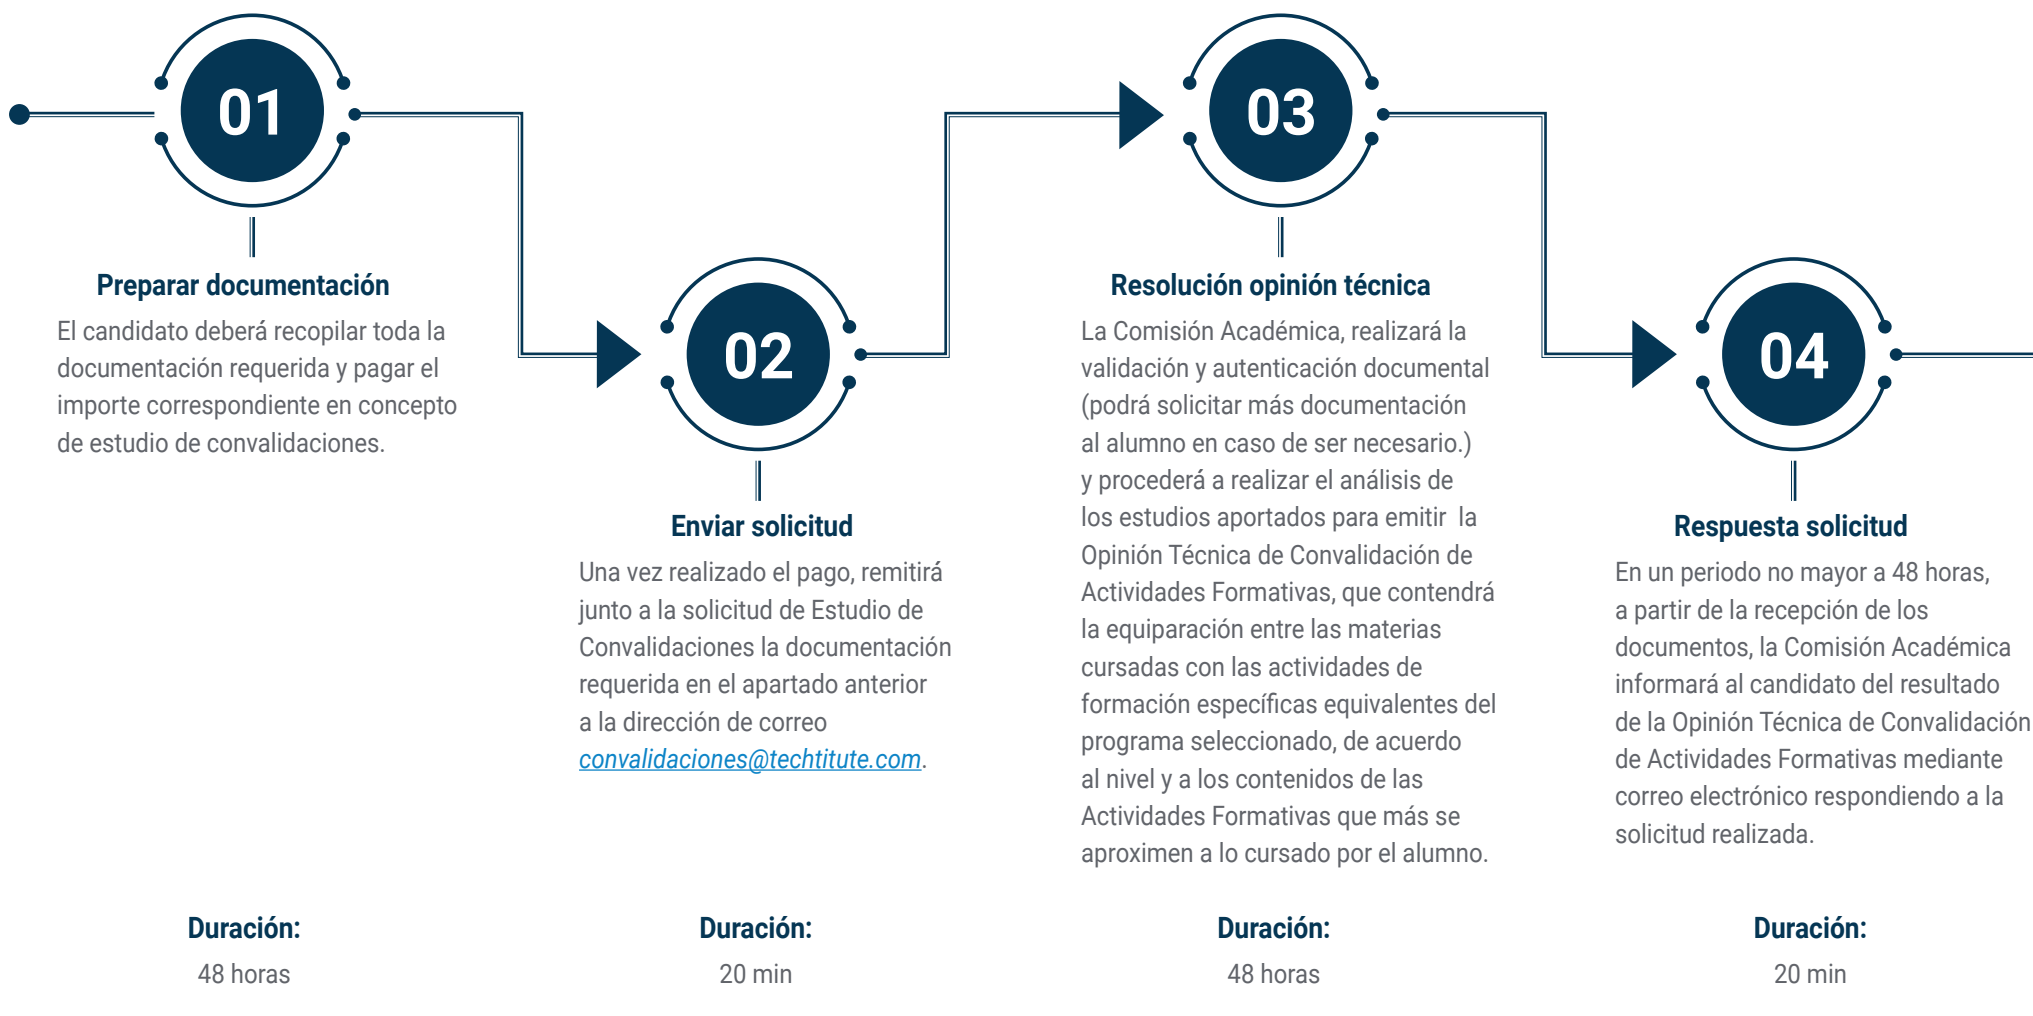 01
Preparar documentación
El candidato deberá recopilar toda la
documentación requerida y pagar el
importe correspondiente en concepto
de estudio de convalidaciones.
Duración:
48 horas
02
Enviar solicitud
Una vez realizado el pago, remitirá
junto a la solicitud de Estudio de
Convalidaciones la documentación
requerida en el apartado anterior
a la dirección de correo
convalidaciones@techtitute.com.
Duración:
20 min
03
Resolución opinión técnica
La Comisión Académica, realizará la
validación y autenticación documental
(podrá solicitar más documentación
al alumno en caso de ser necesario.)
y procederá a realizar el análisis de
los estudios aportados para emitir  la
Opinión Técnica de Convalidación de
Actividades Formativas, que contendrá
la equiparación entre las materias
cursadas con las actividades de
formación específicas equivalentes del
programa seleccionado, de acuerdo
al nivel y a los contenidos de las
Actividades Formativas que más se
aproximen a lo cursado por el alumno.
Duración:
48 horas
04
Respuesta solicitud
En un periodo no mayor a 48 horas,
a partir de la recepción de los
documentos, la Comisión Académica
informará al candidato del resultado
de la Opinión Técnica de Convalidación
de Actividades Formativas mediante
correo electrónico respondiendo a la
solicitud realizada.
Duración:
20 min